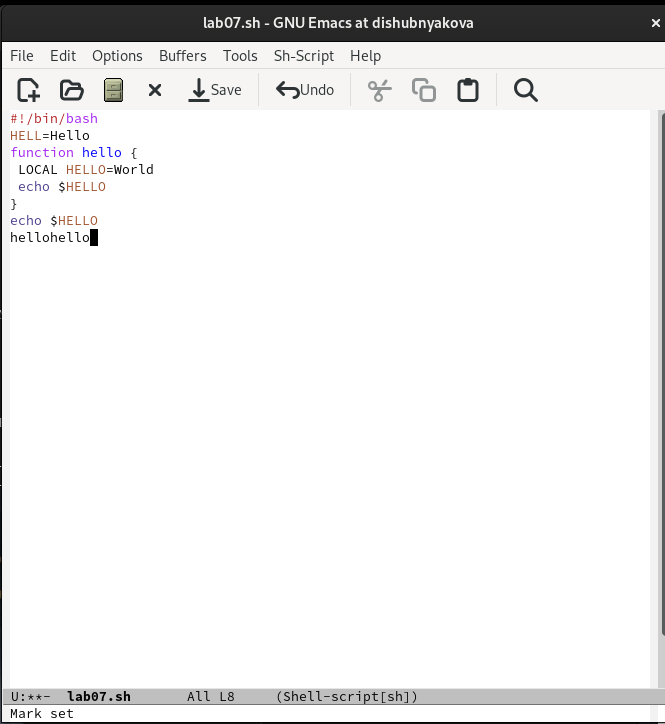 lab07.sh - GNU Emacs at dishubnyakova
File Edit Options Buffers Tools Sh-Script Help
Save Undo
#!/bin/bash
HELL=Hello
function hello {
 LOCAL HELLO=World
 echo $HELLO
}
echo $HELLO
hellohello
U:**- lab07.sh All L8 (Shell-script[sh])
Mark set